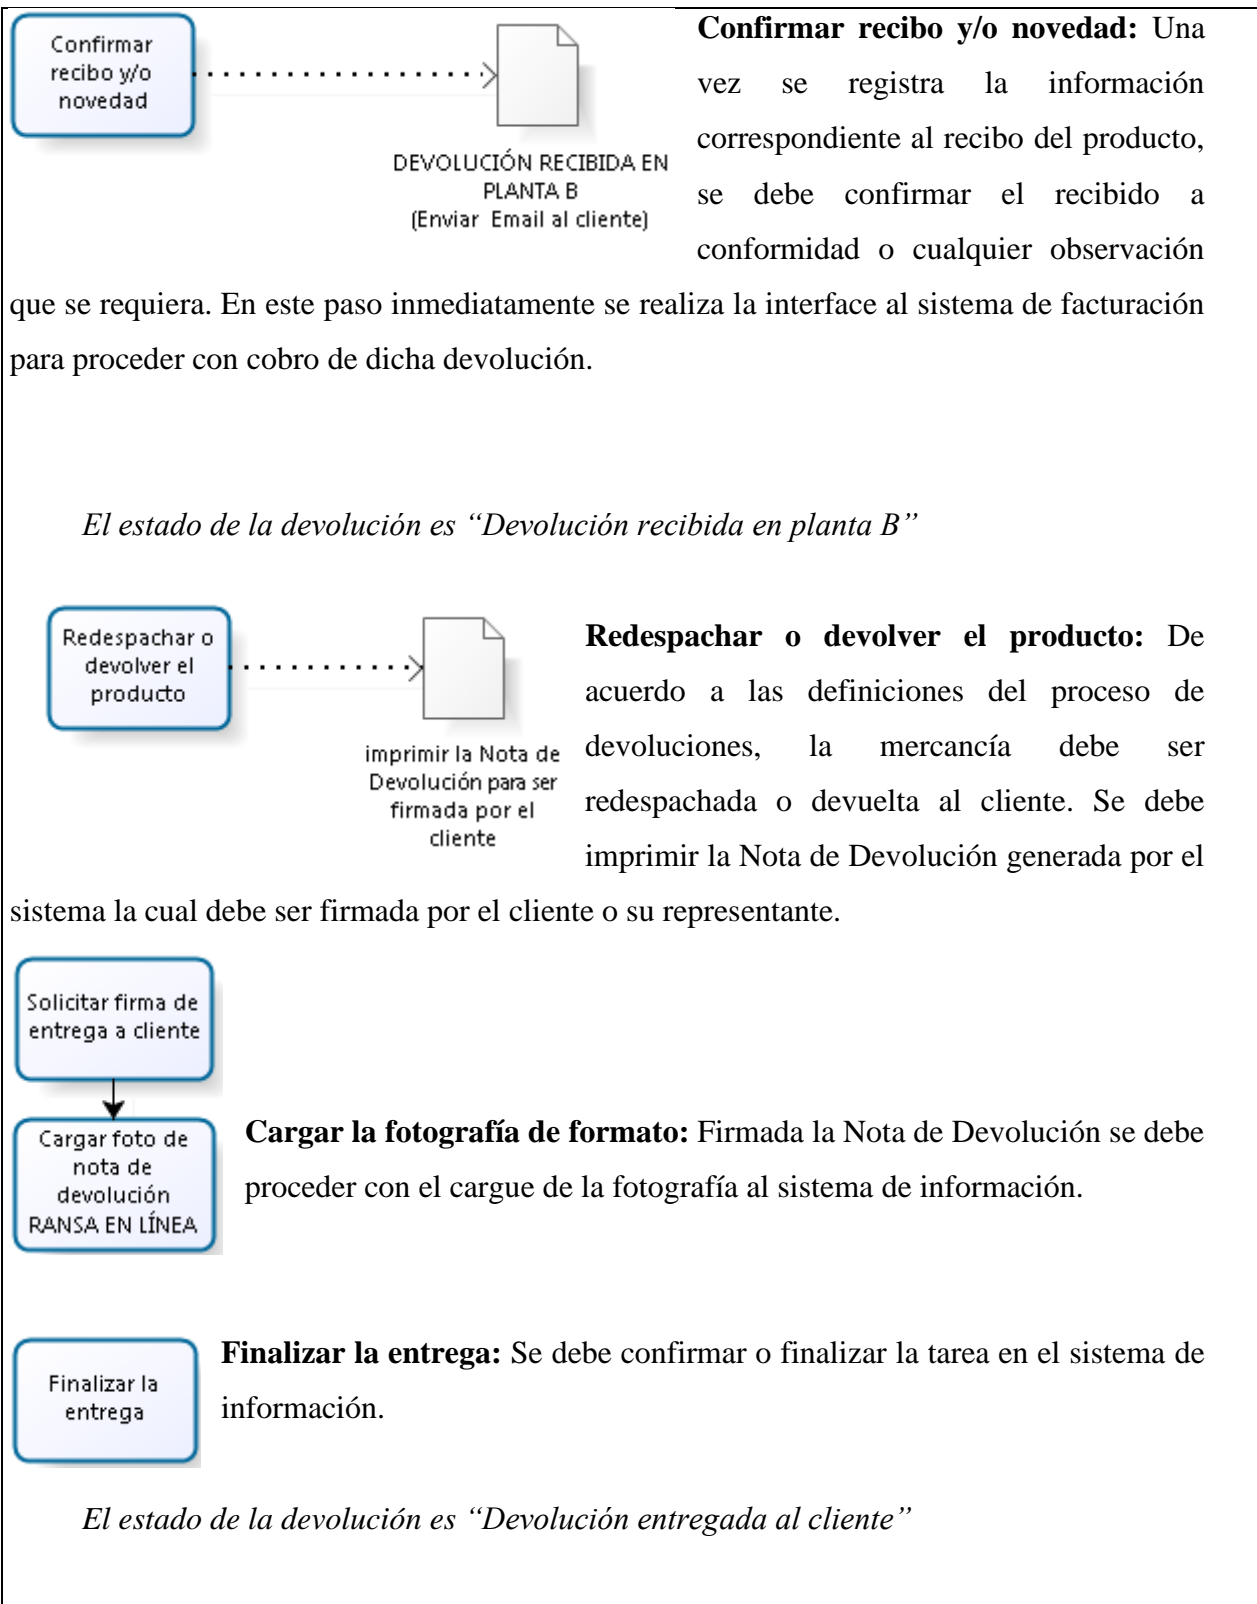 Confirmar
recibo y/o
novedad
DEVOLUCIÓN RECIBIDA EN
PLANTA B
(Enviar Email al cliente)
Confirmar recibo y/o novedad: Una
vez se registra la información
correspondiente al recibo del producto,
se debe confirmar el recibido a
conformidad o cualquier observación
que se requiera. En este paso inmediatamente se realiza la interface al sistema de facturación
para proceder con cobro de dicha devolución.
El estado de la devolución es “Devolución recibida en planta B”
Redespachar o
devolver el
producto
imprimir la Nota de
Devolución para ser
firmada por el
cliente
Redespachar o devolver el producto: De
acuerdo a las definiciones del proceso de
devoluciones, la mercancía debe ser
redespachada o devuelta al cliente. Se debe
imprimir la Nota de Devolución generada por el
sistema la cual debe ser firmada por el cliente o su representante.
Solicitar firma de
entrega a cliente
Cargar foto de
nota de
devolución
RANSA EN LÍNEA
Cargar la fotografía de formato: Firmada la Nota de Devolución se debe
proceder con el cargue de la fotografía al sistema de información.
Finalizar la
entrega
Finalizar la entrega: Se debe confirmar o finalizar la tarea en el sistema de
información.
El estado de la devolución es “Devolución entregada al cliente”